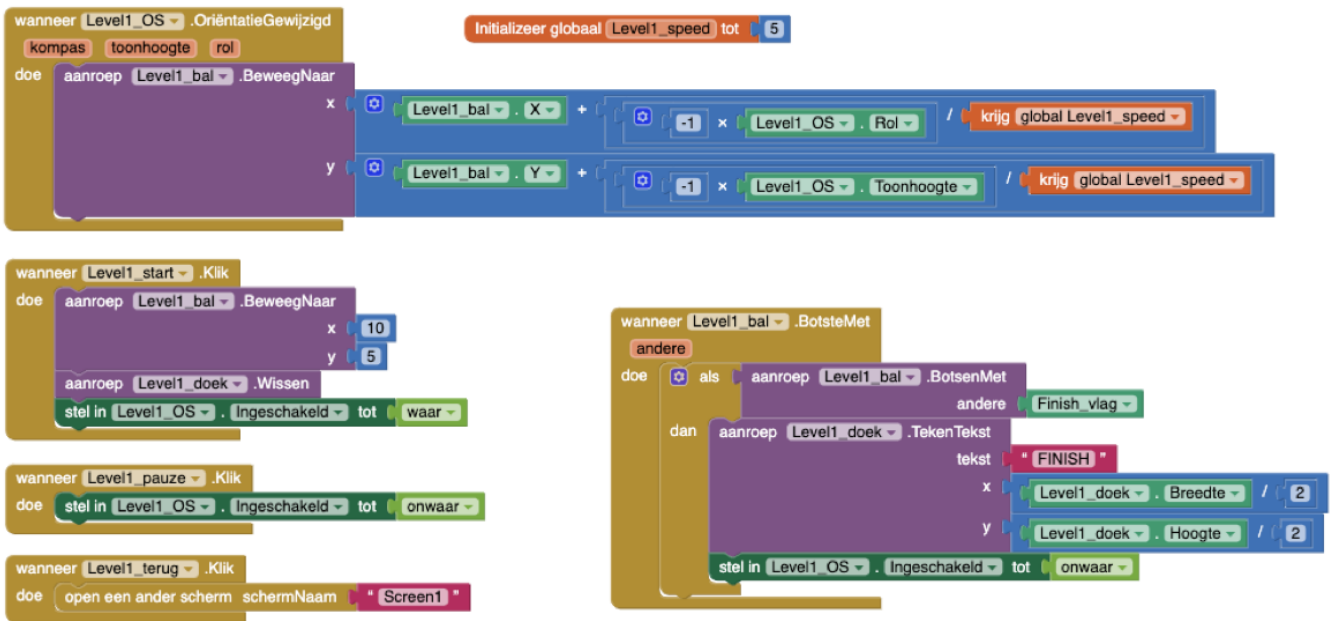 wanneer Level1_OS .OriëntatieGewijzigd
kompas toonhoogte rol
doe aanroep Level1_bal .BeweegNaar
x Level1_bal . X + -1 × Level1_OS . Rol / krijg global Level1_speed
y Level1_bal . Y + -1 × Level1_OS . Toonhoogte / krijg global Level1_speed
Initializeer globaal Level1_speed tot 5
wanneer Level1_start .Klik
doe aanroep Level1_bal .BeweegNaar
x 10
y 5
aanroep Level1_doek .Wissen
stel in Level1_OS . Ingeschakeld tot waar
wanneer Level1_pauze .Klik
doe stel in Level1_OS . Ingeschakeld tot onwaar
wanneer Level1_terug .Klik
doe open een ander scherm schermNaam " Screen1 "
wanneer Level1_bal .BotsteMet
andere
doe als aanroep Level1_bal .BotsenMet
andere Finish_vlag
dan aanroep Level1_doek .TekenTekst
tekst " FINISH "
x Level1_doek . Breedte / 2
y Level1_doek . Hoogte / 2
stel in Level1_OS . Ingeschakeld tot onwaar